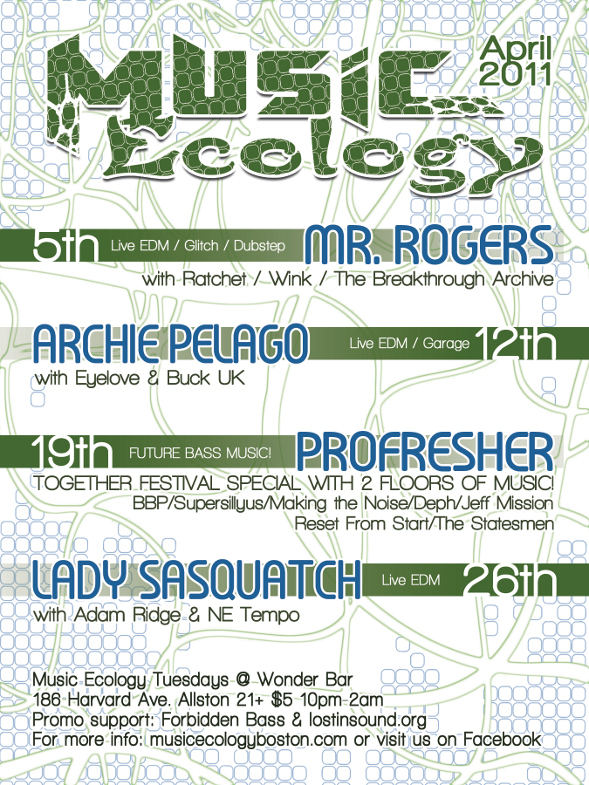 Music
Ecology
April
2011
5th Live EDM / Glitch / Dubstep MR. ROGERS
with Ratchet / Wink / The Breakthrough Archive
ARCHIE PELAGO Live EDM / Garage 12th
with Eyelove & Buck UK
19th FUTURE BASS MUSIC! PROFRESHER
TOGETHER FESTIVAL SPECIAL WITH 2 FLOORS OF MUSIC!
BBP/Supersillyus/Making the Noise/Deph/Jeff Mission
Reset From Start/The Statesmen
LADY SASQUATCH Live EDM 26th
with Adam Ridge & NE Tempo
Music Ecology Tuesdays @ Wonder Bar
186 Harvard Ave. Allston 21+ $5 10pm-2am
Promo support: Forbidden Bass & lostinsound.org
For more info: musicecologyboston.com or visit us on Facebook